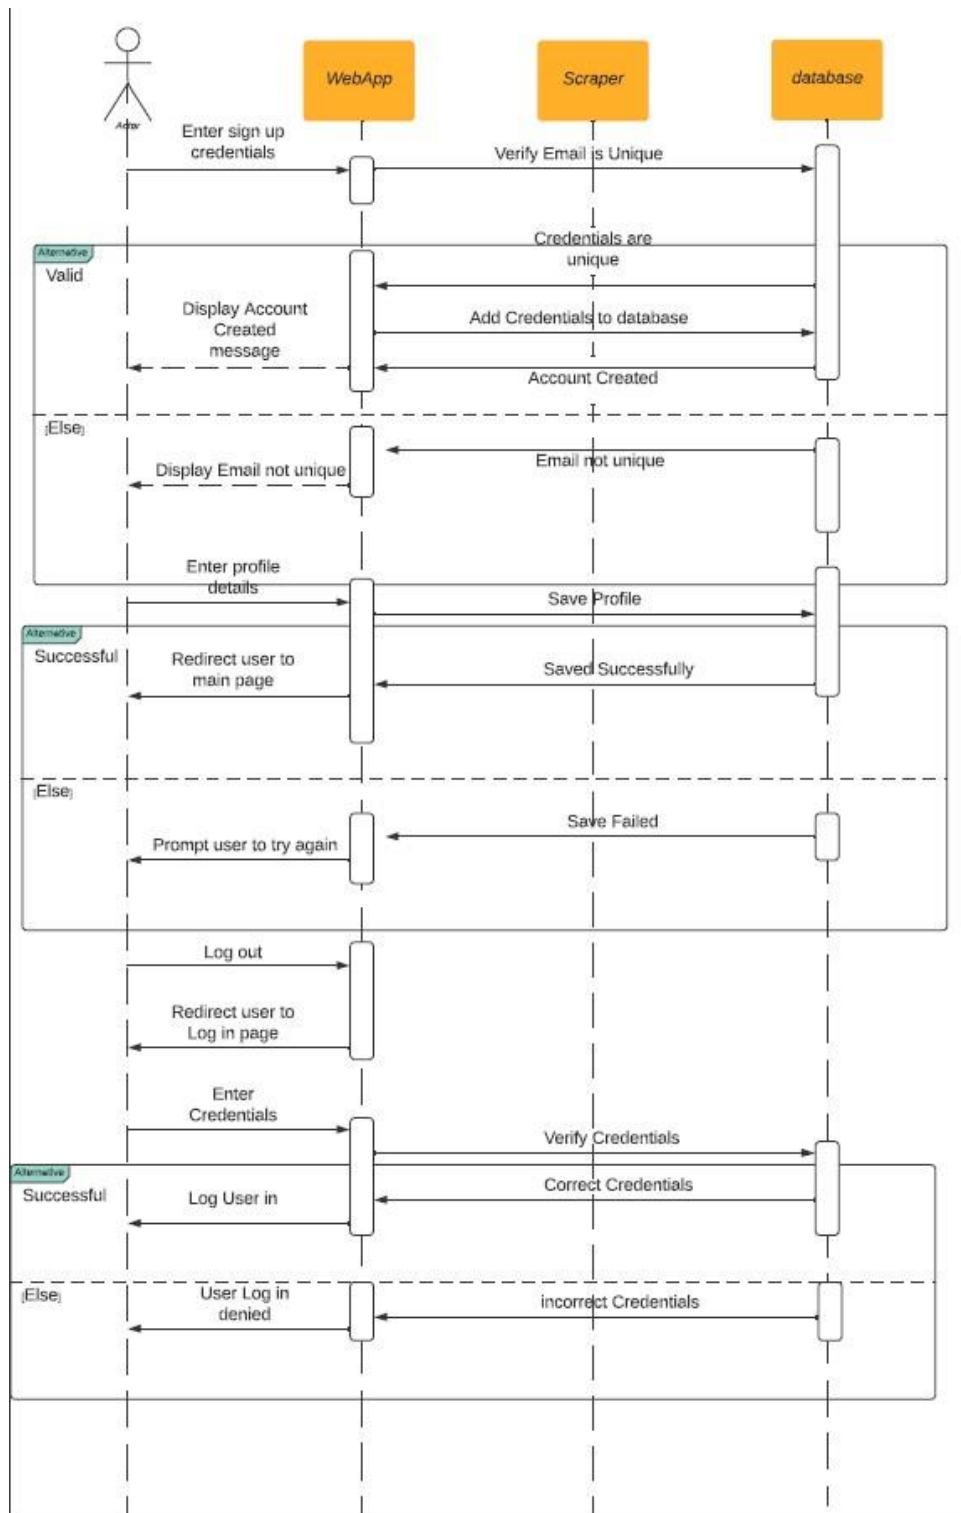 WebApp
Scraper
database
Actor
Enter sign up
credentials
Verify Email is Unique
Alternative
Valid
Credentials are
unique
Display Account
Created
message
Add Credentials to database
Account Created
[Else]
Email not unique
Display Email not unique
Enter profile
details
Save Profile
Alternative
Successful
Redirect user to
main page
Saved Successfully
[Else]
Save Failed
Prompt user to try again
Log out
Redirect user to
Log in page
Enter
Credentials
Verify Credentials
Alternative
Successful
Log User in
Correct Credentials
[Else]
User Log in
denied
incorrect Credentials